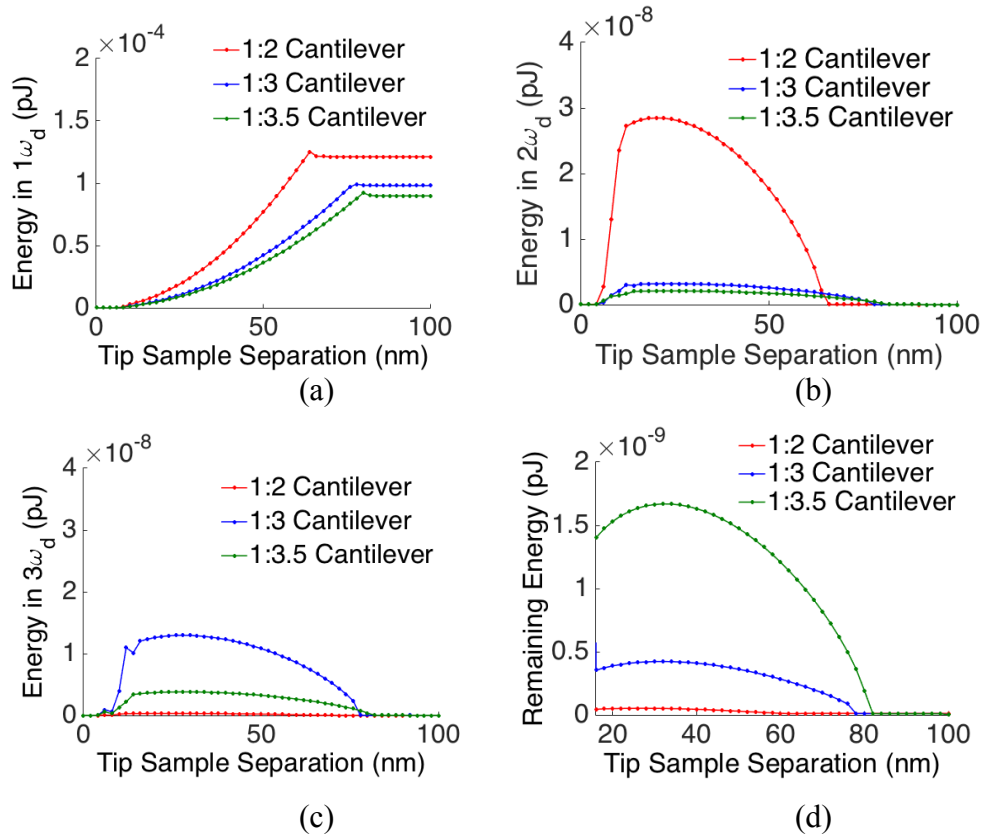 ×10⁻⁴
2
1.5
1
0.5
0
0 50 100
Energy in 1ω_d (pJ)
Tip Sample Separation (nm)
1:2 Cantilever
1:3 Cantilever
1:3.5 Cantilever
(a)
×10⁻⁸
4
3
2
1
0
0 50 100
Energy in 2ω_d (pJ)
Tip Sample Separation (nm)
1:2 Cantilever
1:3 Cantilever
1:3.5 Cantilever
(b)
×10⁻⁸
4
3
2
1
0
0 50 100
Energy in 3ω_d (pJ)
Tip Sample Separation (nm)
1:2 Cantilever
1:3 Cantilever
1:3.5 Cantilever
(c)
×10⁻⁹
2
1.5
1
0.5
0
20 40 60 80 100
Remaining Energy (pJ)
Tip Sample Separation (nm)
1:2 Cantilever
1:3 Cantilever
1:3.5 Cantilever
(d)